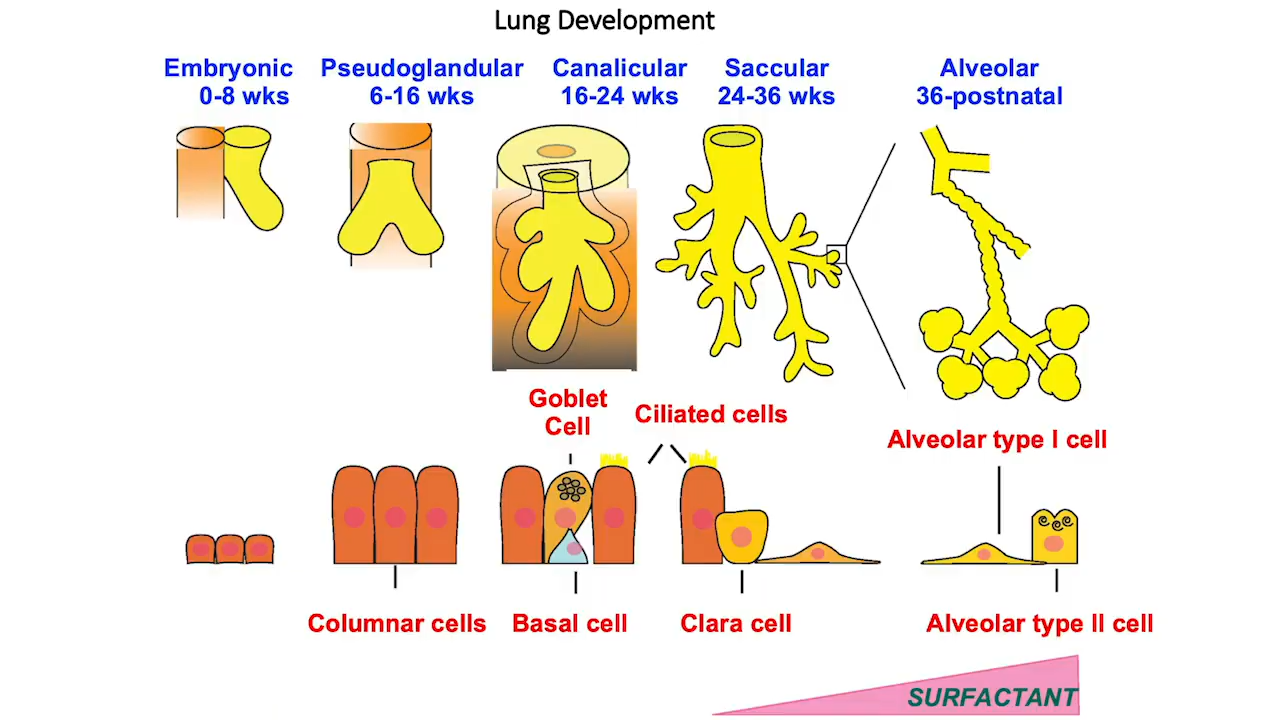 Lung Development
Embryonic
0-8 wks
Pseudoglandular
6-16 wks
Canalicular
16-24 wks
Saccular
24-36 wks
Alveolar
36-postnatal
Goblet
Cell
Ciliated cells
Alveolar type I cell
Columnar cells
Basal cell
Clara cell
Alveolar type II cell
SURFACTANT